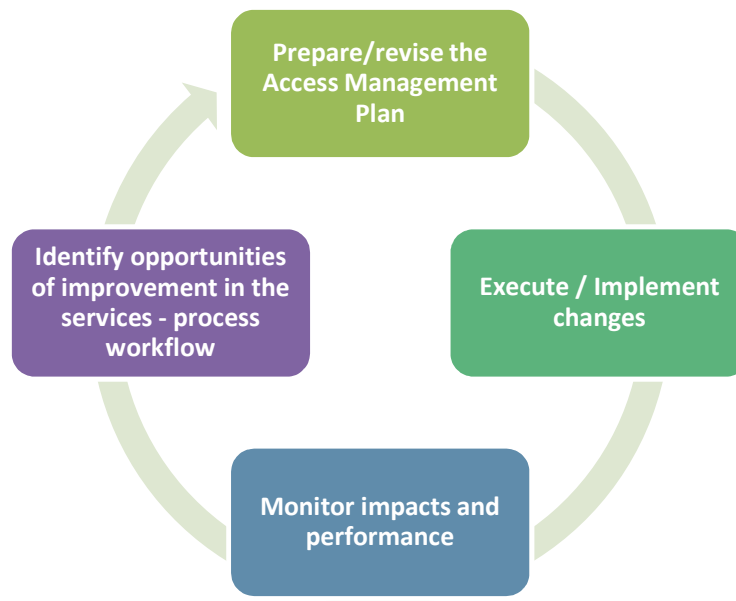 Prepare/revise the
Access Management
Plan
Execute / Implement
changes
Monitor impacts and
performance
Identify opportunities
of improvement in the
services - process
workflow